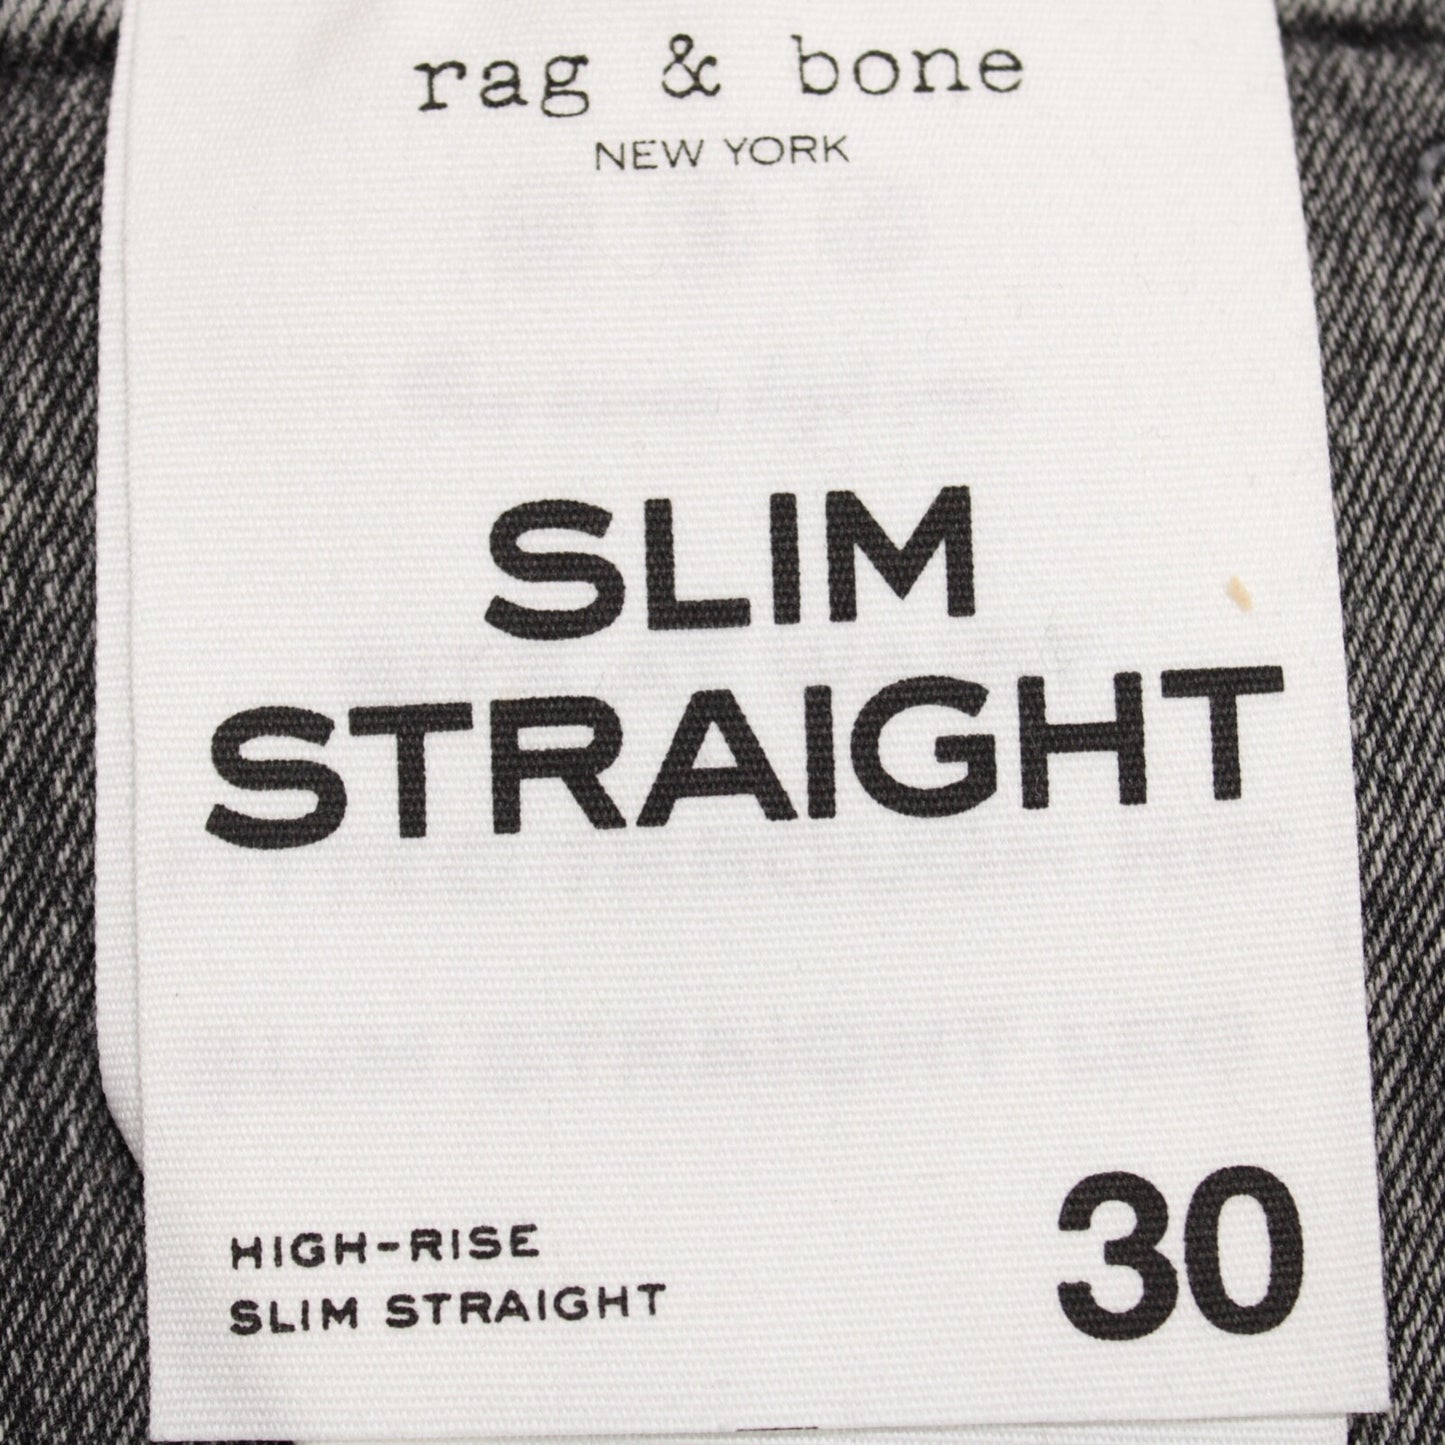 rag & bone
NEW YORK
SLIM
STRAIGHT
HIGH-RISE
SLIM STRAIGHT
30